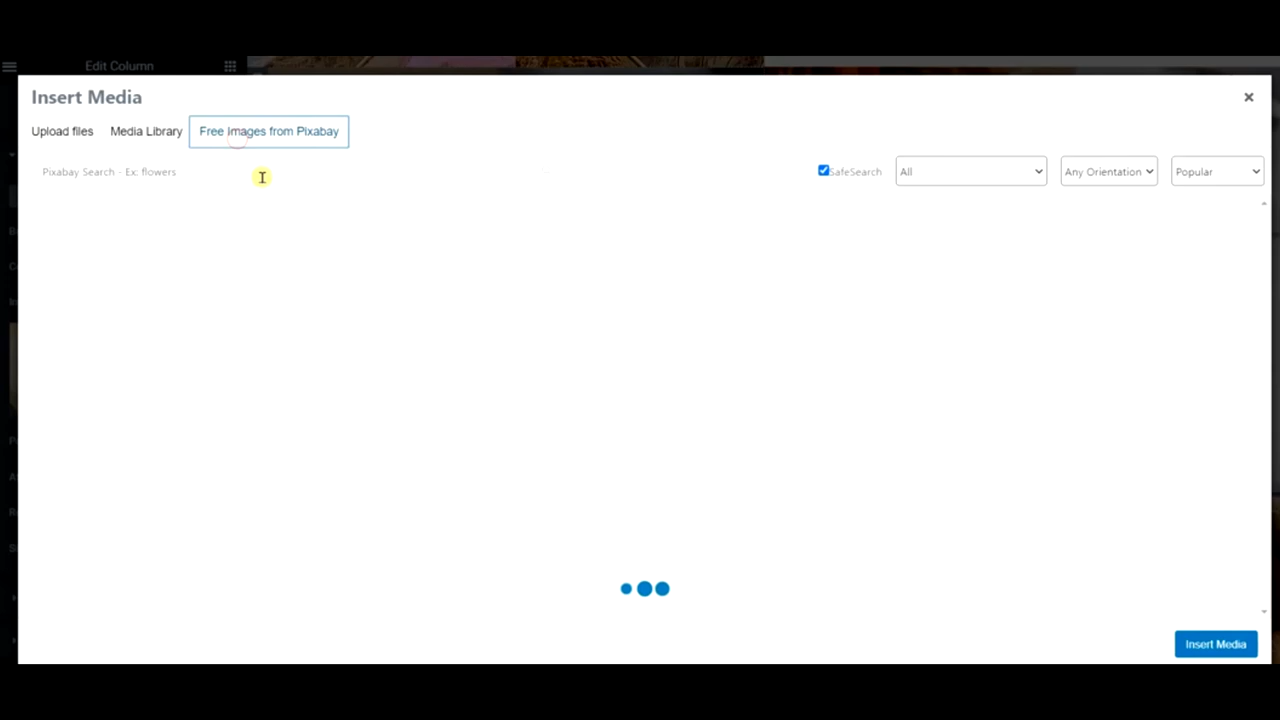 Edit Column
Insert Media
Upload files
Media Library
Free Images from Pixabay
Pixabay Search - Ex: flowers
SafeSearch
All
Any Orientation
Popular
Insert Media